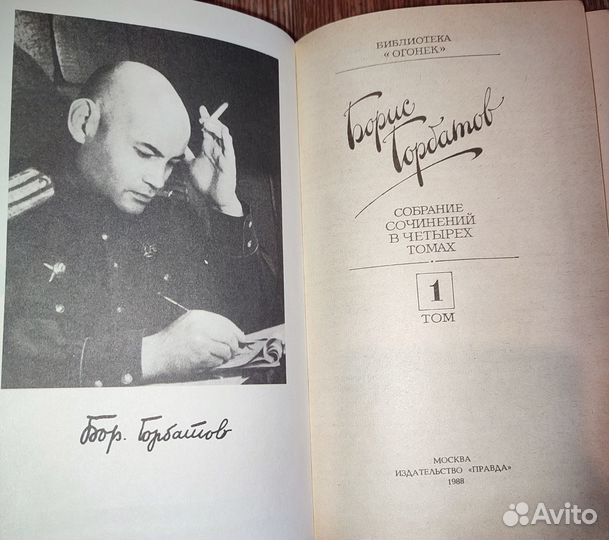 Бор. Горбатов
БИБЛИОТЕКА
«ОГОНЕК»
Борис
Горбатов
СОБРАНИЕ
СОЧИНЕНИЙ
В ЧЕТЫРЕХ
ТОМАХ
1
ТОМ
МОСКВА
ИЗДАТЕЛЬСТВО «ПРАВДА»
1988
Avito